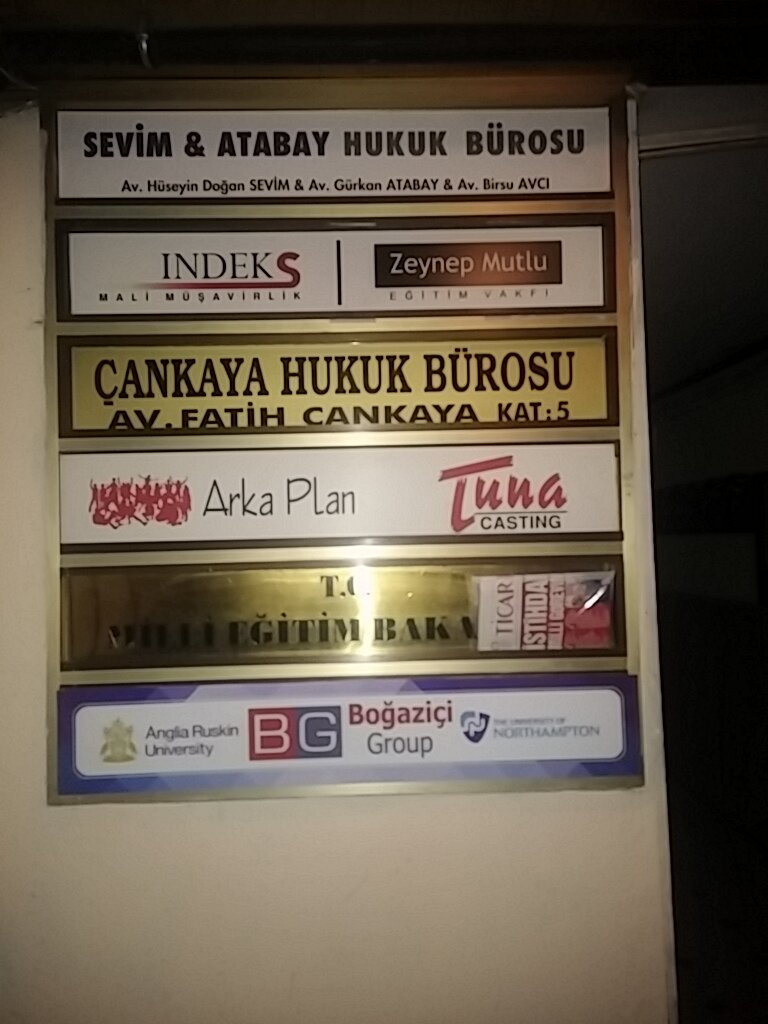 SEVİM & ATABAY HUKUK BÜROSU
Av. Hüseyin Doğan SEVİM & Av. Gürkan ATABAY & Av. Birsu AVCI
INDEKS
MALİ MÜŞAVİRLİK
Zeynep Mutlu
EĞİTİM VAKFI
ÇANKAYA HUKUK BÜROSU
AV. FATİH ÇANKAYA KAT:5
Arka Plan
Tuna
CASTING
T.C
MİLLİ EĞİTİM BAKA
TİCAR
İSTİHDA
Anglia Ruskin
University
BG
Boğaziçi
Group
THE UNIVERSITY OF
NORTHAMPTON